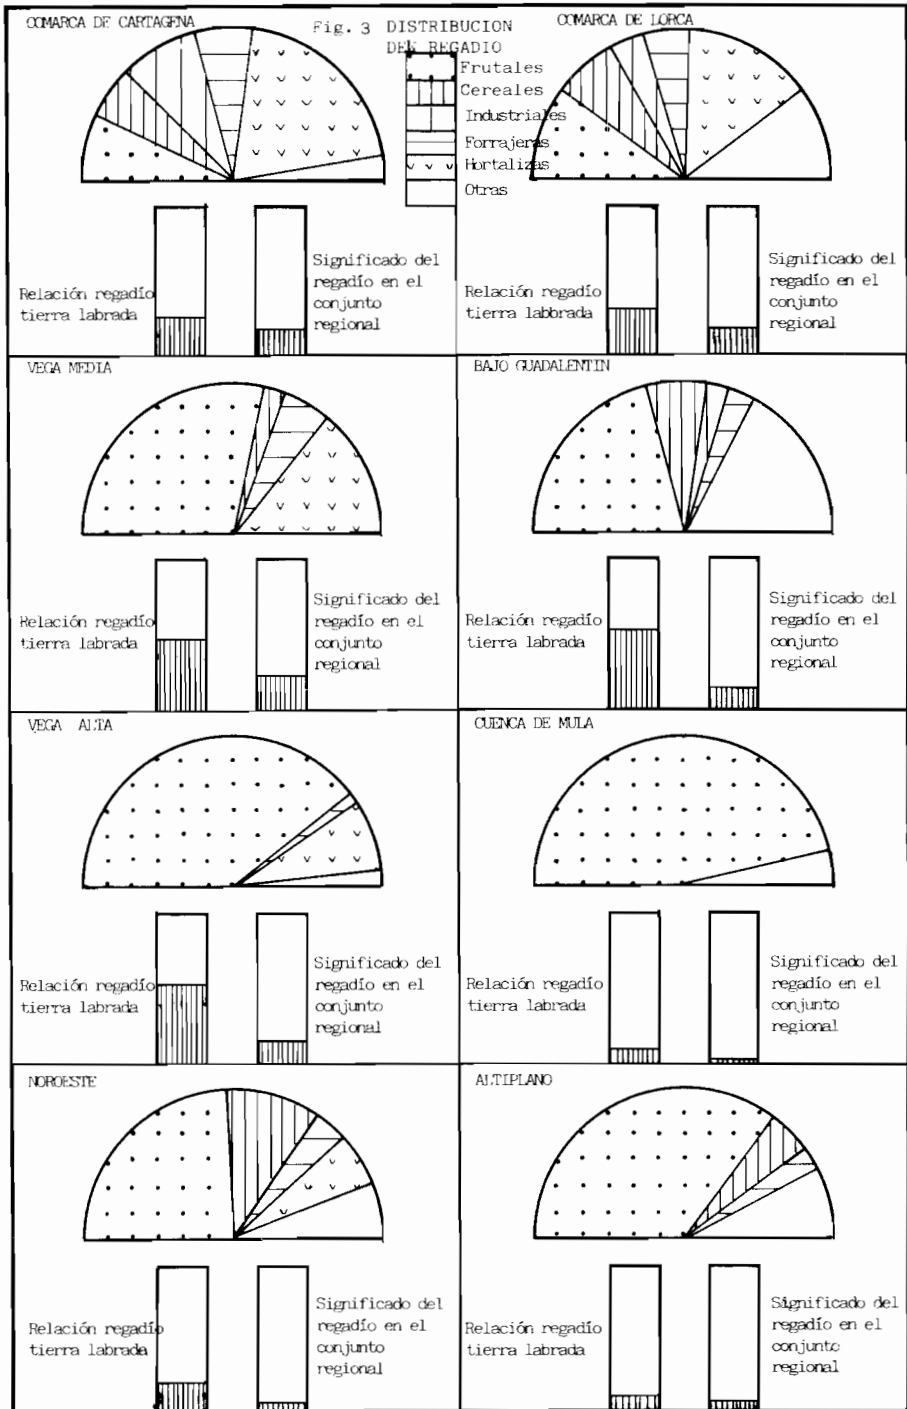 COMARCA DE CARTAGENA
Fig. 3 DISTRIBUCION
DEL REGADIO
COMARCA DE LORCA
Frutales
Cereales
Industriales
Forrajeras
Hortalizas
Otras
Relación regadío
tierra labrada
Significado del
regadío en el
conjunto
regional
Relación regadío
tierra labbrada
Significado del
regadío en el
conjunto
regional
VEGA MEDIA
BAJO GUADALENTIN
Relación regadío
tierra labrada
Significado del
regadío en el
conjunto
regional
Relación regadío
tierra labrada
Significado del
regadío en el
conjunto
regional
VEGA ALTA
CUENCA DE MULA
Relación regadío
tierra labrada
Significado del
regadío en el
conjunto
regional
Relación regadío
tierra labrada
Significado del
regadío en el
conjunto
regional
NOROESTE
ALTIPLANO
Relación regadío
tierra labrada
Significado del
regadío en el
conjunto
regional
Relación regadío
tierra labrada
Significado del
regadío en el
conjunto
regional